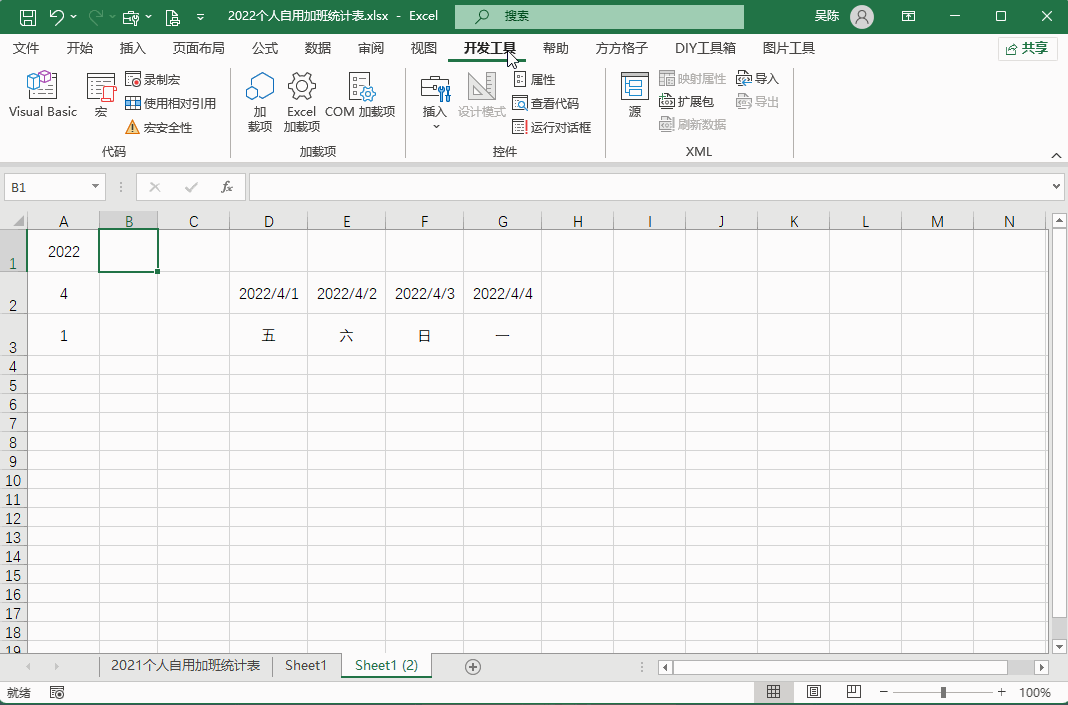 2022个人自用加班统计表.xlsx - Excel
搜索
吴陈
文件 开始 插入 页面布局 公式 数据 审阅 视图 开发工具 帮助 方方格子 DIY工具箱 图片工具
共享
Visual Basic
宏
录制宏
使用相对引用
宏安全性
代码
加
载项
Excel
加载项
COM 加载项
加载项
插入
设计模式
属性
查看代码
运行对话框
控件
源
映射属性
扩展包
刷新数据
导入
导出
XML
B1
fx
A B C D E F G H I J K L M N
1 2022
2 4 2022/4/1 2022/4/2 2022/4/3 2022/4/4
3 1 五 六 日 一
4
5
6
7
8
9
10
11
12
13
14
15
16
17
18
19
2021个人自用加班统计表 Sheet1 Sheet1 (2)
就绪
100%